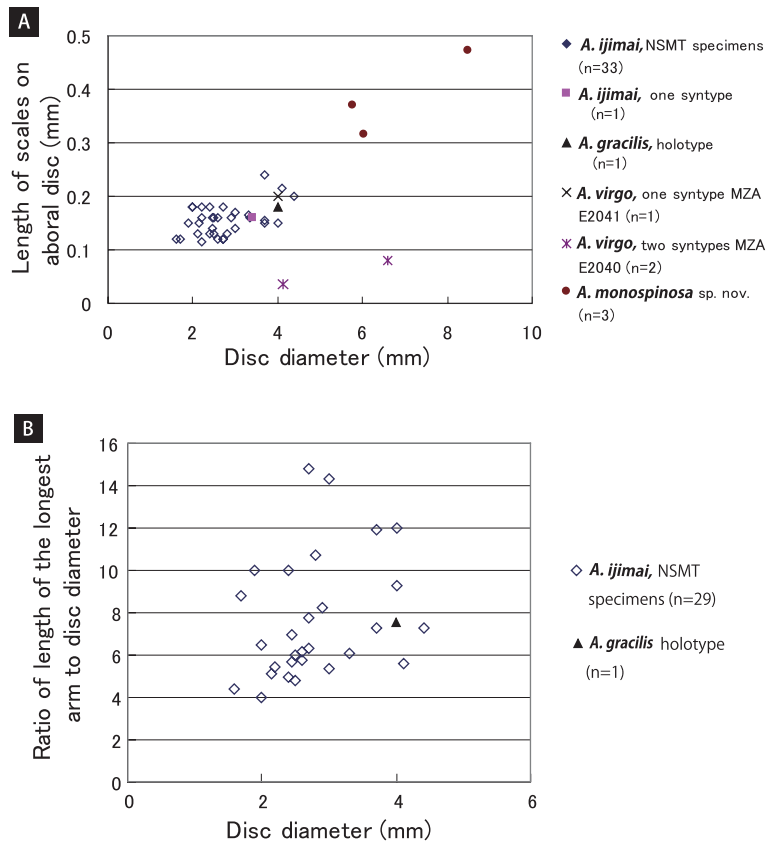 A
Length of scales on
aboral disc (mm)
0.5
0.4
0.3
0.2
0.1
0
0 2 4 6 8 10
Disc diameter (mm)
A. ijimai, NSMT specimens
(n=33)
A. ijimai, one syntype
(n=1)
A. gracilis, holotype
(n=1)
A. virgo, one syntype MZA
E2041 (n=1)
A. virgo, two syntypes MZA
E2040 (n=2)
A. monospinosa sp. nov.
(n=3)
B
Ratio of length of the longest
arm to disc diameter
16
14
12
10
8
6
4
2
0
0 2 4 6
Disc diameter (mm)
A. ijimai, NSMT
specimens (n=29)
A. gracilis holotype
(n=1)